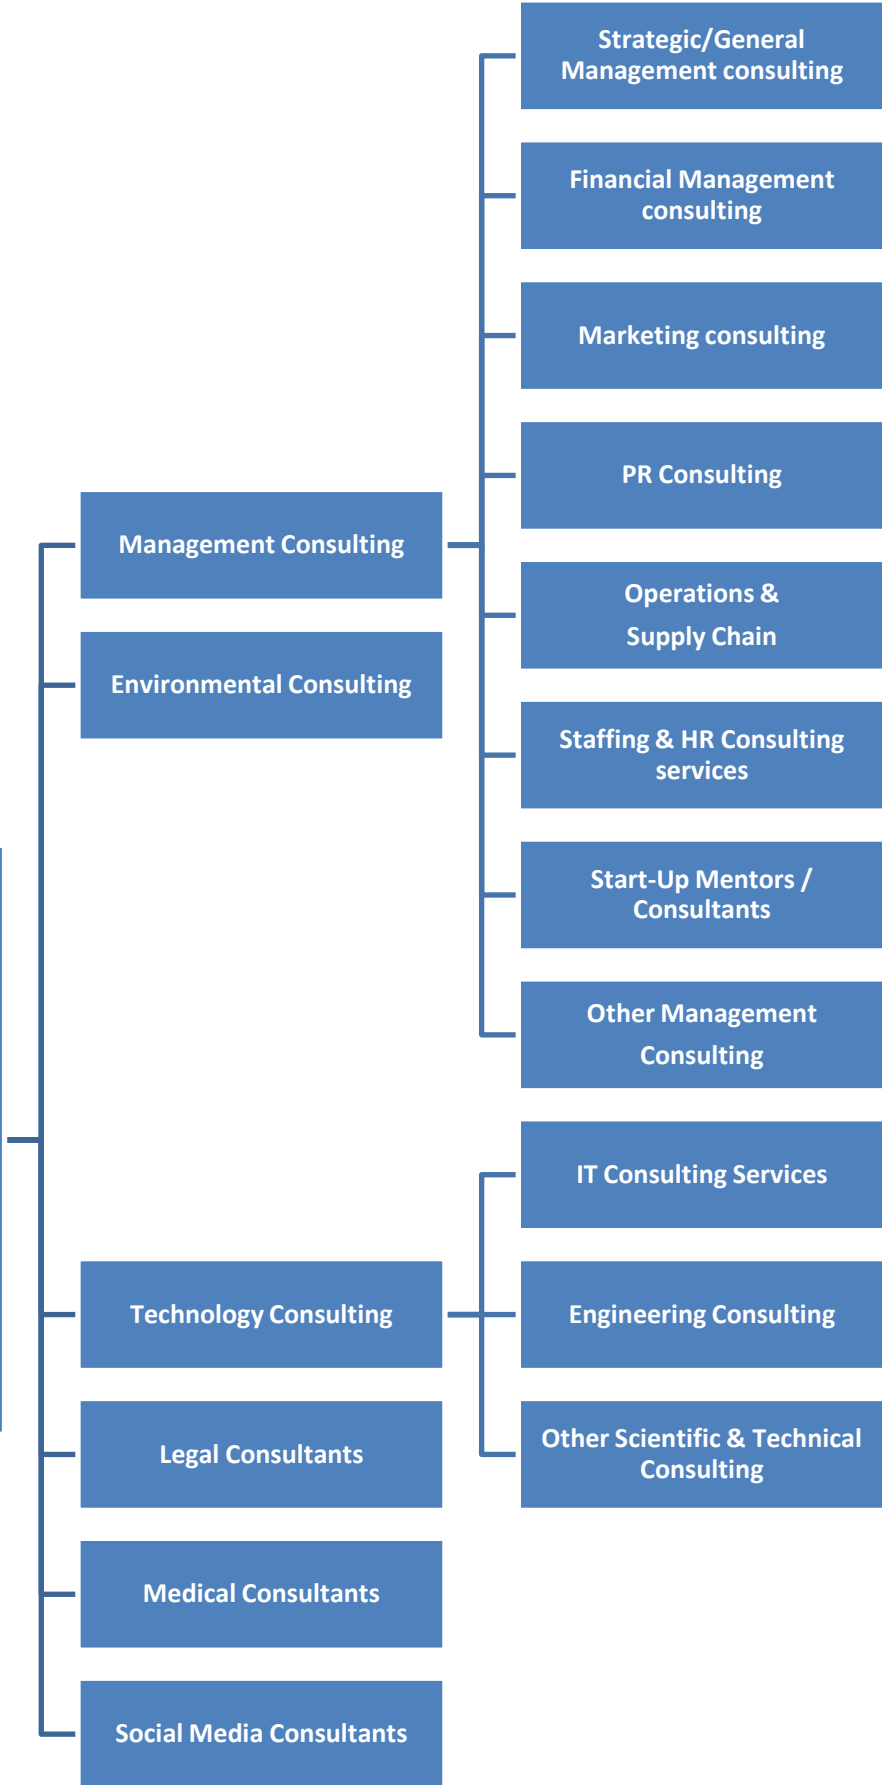 Strategic/General
Management consulting
Financial Management
consulting
Marketing consulting
PR Consulting
Management Consulting
Operations &
Supply Chain
Environmental Consulting
Staffing & HR Consulting
services
Start-Up Mentors /
Consultants
Other Management
Consulting
IT Consulting Services
Technology Consulting
Engineering Consulting
Legal Consultants
Other Scientific & Technical
Consulting
Medical Consultants
Social Media Consultants